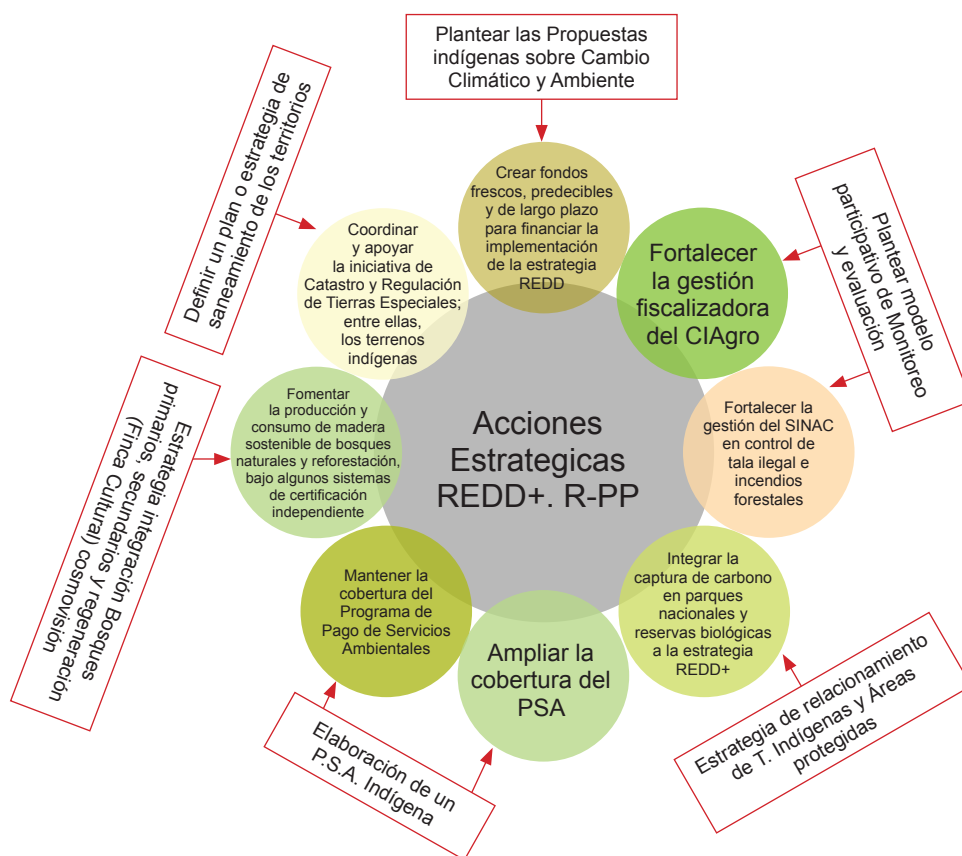 Plantear las Propuestas
indígenas sobre Cambio
Climático y Ambiente
Definir un plan o estrategia de
saneamiento de los territorios
Plantear modelo
participativo de Monitoreo
y evaluación
Crear fondos
frescos, predecibles
y de largo plazo
para financiar la
implementación
de la estrategia
REDD
Coordinar
y apoyar
la iniciativa de
Catastro y Regulación
de Tierras Especiales;
entre ellas,
los terrenos
indígenas
Fortalecer
la gestión
fiscalizadora
del CIAgro
Estrategia integración Bosques
primarios, secundarios y regeneración
(Finca Cultural) cosmovisión
Fomentar
la producción y
consumo de madera
sostenible de bosques
naturales y reforestación,
bajo algunos sistemas
de certificación
independiente
Acciones
Estrategicas
REDD+. R-PP
Fortalecer la
gestión del SINAC
en control de
tala ilegal e
incendios
forestales
Mantener la
cobertura del
Programa de
Pago de Servicios
Ambientales
Ampliar la
cobertura del
PSA
Integrar la
captura de carbono
en parques
nacionales y
reservas biológicas
a la estrategia
REDD+
Elaboración de un
P.S.A. Indígena
Estrategia de relacionamiento
de T. Indígenas y Áreas
protegidas